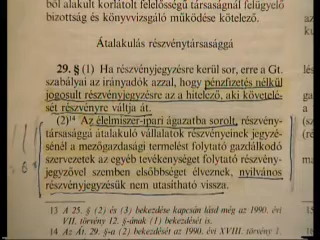 ból alakult korlátolt felelősségű társaságnál felügyelő
bizottság és könyvvizsgáló működése kötelező.
Átalakulás részvénytársasággá
29. § (1) Ha részvényjegyzésre kerül sor, erre a Gt.
szabályai az irányadók azzal, hogy pénzfizetés nélkül
jogosult részvényjegyzésre az a hitelező, aki követelé-
sét részvényre váltja át.
(2)14 Az élelmiszer-ipari ágazatba sorolt, részvény-
társasággá átalakuló vállalatok részvényeinek jegyzé-
sénél a mezőgazdasági termelést folytató gazdálkodó
szervezetek az egyéb tevékenységet folytató részvény-
jegyzővel szemben elsőbbséget élveznek, nyilvános
részvényjegyzésük nem utasítható vissza.
13 A 25. § (2) és (3) bekezdése kapcsán lásd még az 1990. évi
VII. törvény 12. §-ának (1) bekezdését is.
14 Az Át. 29. §-a (2) bekezdését az 1990. évi XVIII. törvény 1.